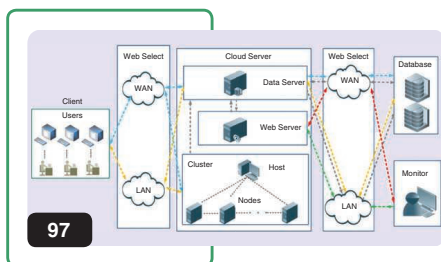 Web Select
Cloud Server
Web Select
Client
Users
WAN
Data Server
WAN
Database
Web Server
Cluster
Host
Nodes
LAN
LAN
Monitor
97